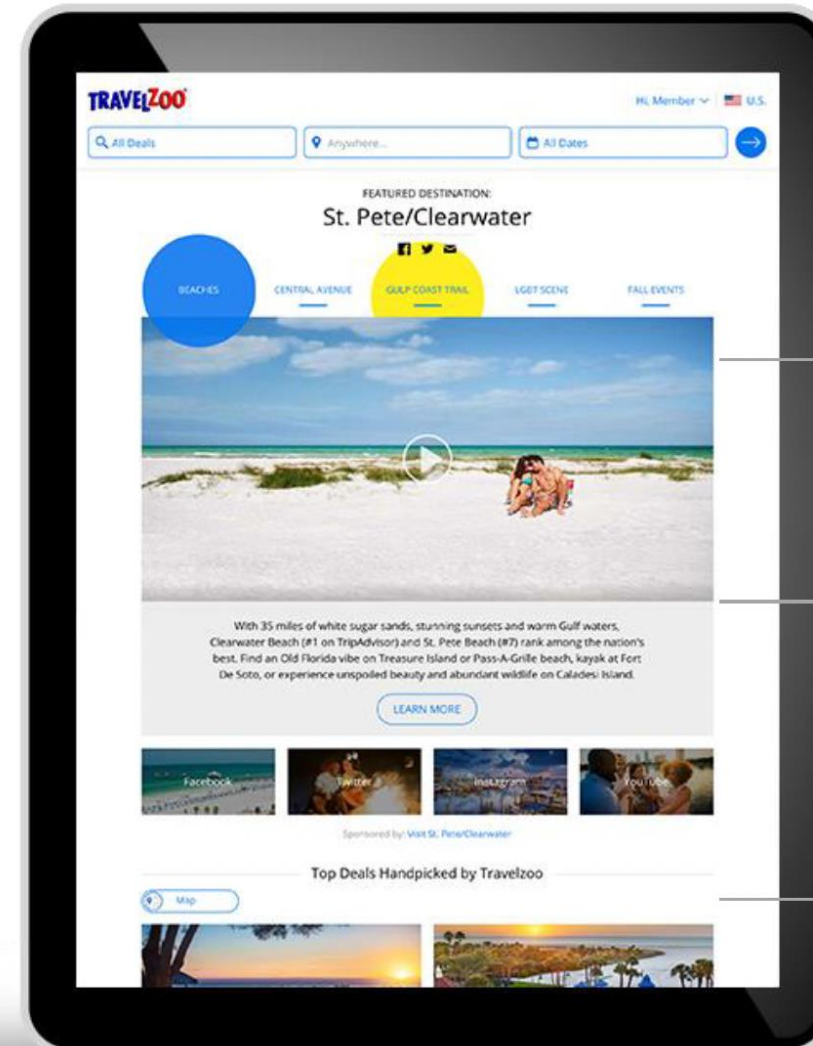 TRAVELZOO
Hi, Member U.S.
All Deals Anywhere... All Dates
FEATURED DESTINATION:
St. Pete/Clearwater
BEACHES CENTRAL AVENUE GULP COAST TRAIL LGBT SCENE FALL EVENTS
With 35 miles of white sugar sands, stunning sunsets and warm Gulf waters,
Clearwater Beach (#1 on TripAdvisor) and St. Pete Beach (#7) rank among the nation's
best. Find an Old Florida vibe on Treasure Island or Pass-A-Grille beach, kayak at Fort
De Soto, or experience unspoiled beauty and abundant wildlife on Caladesi Island.
LEARN MORE
Facebook Twitter Instagram YouTube
Sponsored by: Visit St. Pete/Clearwater
Top Deals Handpicked by Travelzoo
Map